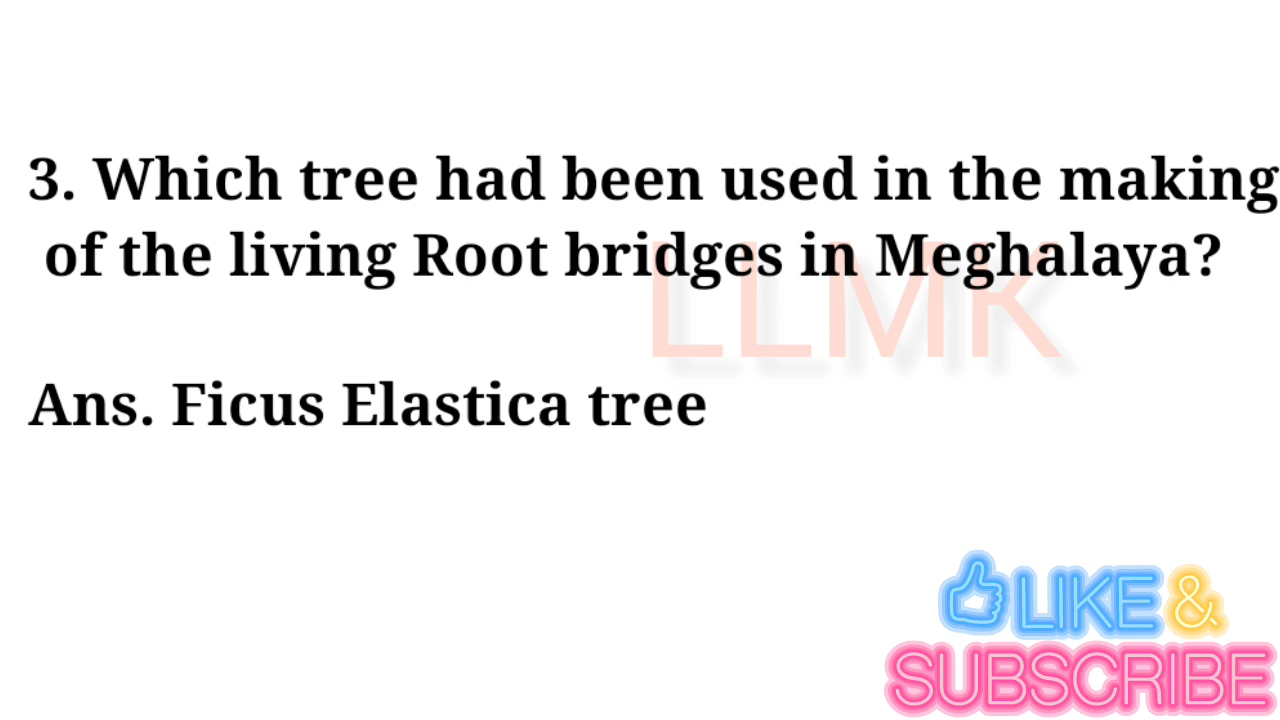 3. Which tree had been used in the making
of the living Root bridges in Meghalaya?
LLMK
Ans. Ficus Elastica tree
LIKE &
SUBSCRIBE